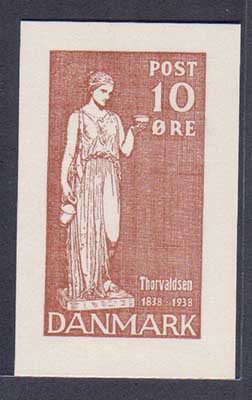 POST
10
ØRE
Thorvaldsen
1838-1938
DANMARK